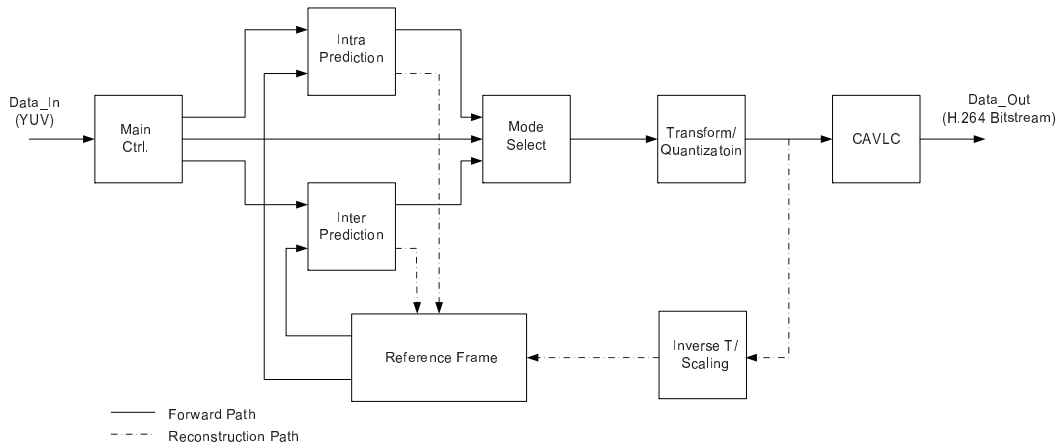 Data_In
(YUV)
Main
Ctrl.
Intra
Prediction
Inter
Prediction
Mode
Select
Transform/
Quantizatoin
CAVLC
Data_Out
(H.264 Bitstream)
Reference Frame
Inverse T/
Scaling
Forward Path
Reconstruction Path